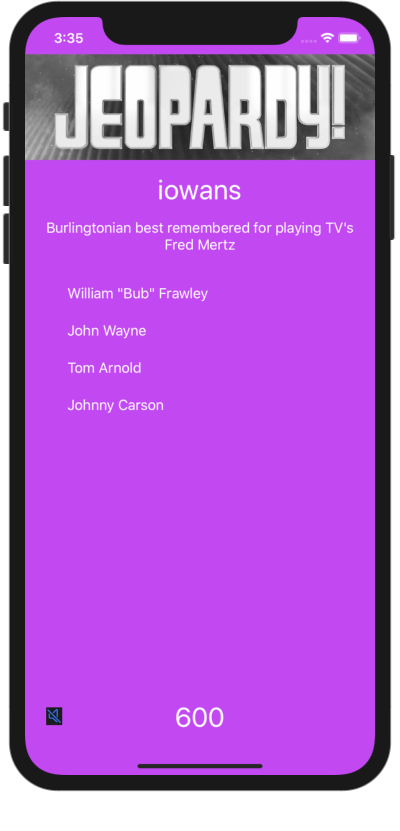 3:35
JEOPARDY!
iowans
Burlingtonian best remembered for playing TV's
Fred Mertz
William "Bub" Frawley
John Wayne
Tom Arnold
Johnny Carson
600